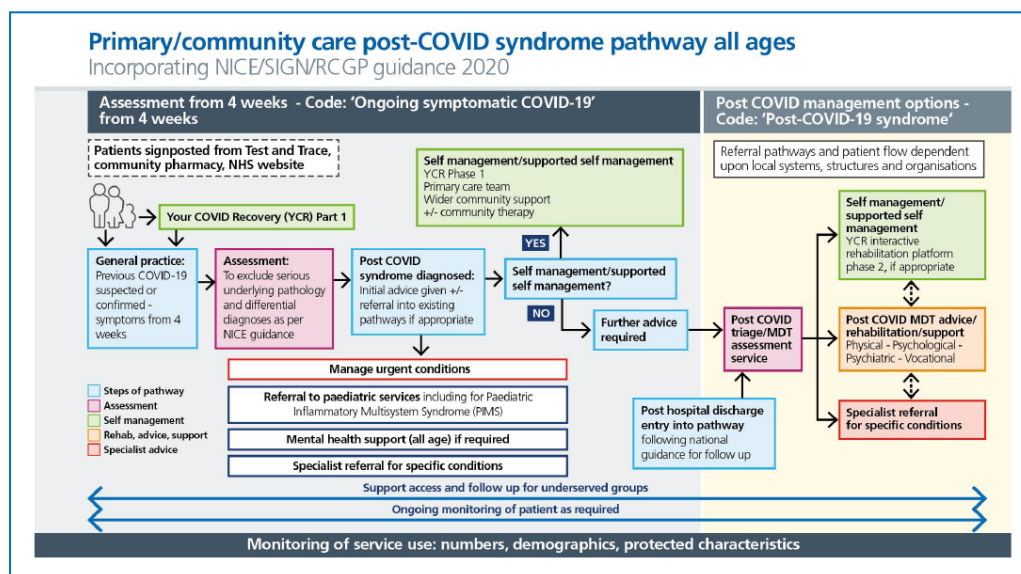 Primary/community care post-COVID syndrome pathway all ages
Incorporating NICE/SIGN/RCGP guidance 2020
Assessment from 4 weeks - Code: ‘Ongoing symptomatic COVID-19’
from 4 weeks
Post COVID management options -
Code: ‘Post-COVID-19 syndrome’
Patients signposted from Test and Trace,
community pharmacy, NHS website
Your COVID Recovery (YCR) Part 1
General practice:
Previous COVID-19
suspected or
confirmed -
symptoms from 4
weeks
Assessment:
To exclude serious
underlying pathology
and differential
diagnoses as per
NICE guidance
Post COVID
syndrome diagnosed:
Initial advice given +/-
referral into existing
pathways if appropriate
Self management/supported self management
YCR Phase 1
Primary care team
Wider community support
+/- community therapy
YES
Self management/supported
self management?
NO
Further advice
required
Manage urgent conditions
Referral to paediatric services including for Paediatric
Inflammatory Multisystem Syndrome (PIMS)
Mental health support (all age) if required
Specialist referral for specific conditions
Steps of pathway
Assessment
Self management
Rehab, advice, support
Specialist advice
Referral pathways and patient flow dependent
upon local systems, structures and organisations
Post COVID
triage/MDT
assessment
service
Post hospital discharge
entry into pathway
following national
guidance for follow up
Self management/
supported self
management
YCR interactive
rehabilitation platform
phase 2, if appropriate
Post COVID MDT advice/
rehabilitation/support
Physical - Psychological -
Psychiatric - Vocational
Specialist referral
for specific conditions
Support access and follow up for underserved groups
Ongoing monitoring of patient as required
Monitoring of service use: numbers, demographics, protected characteristics